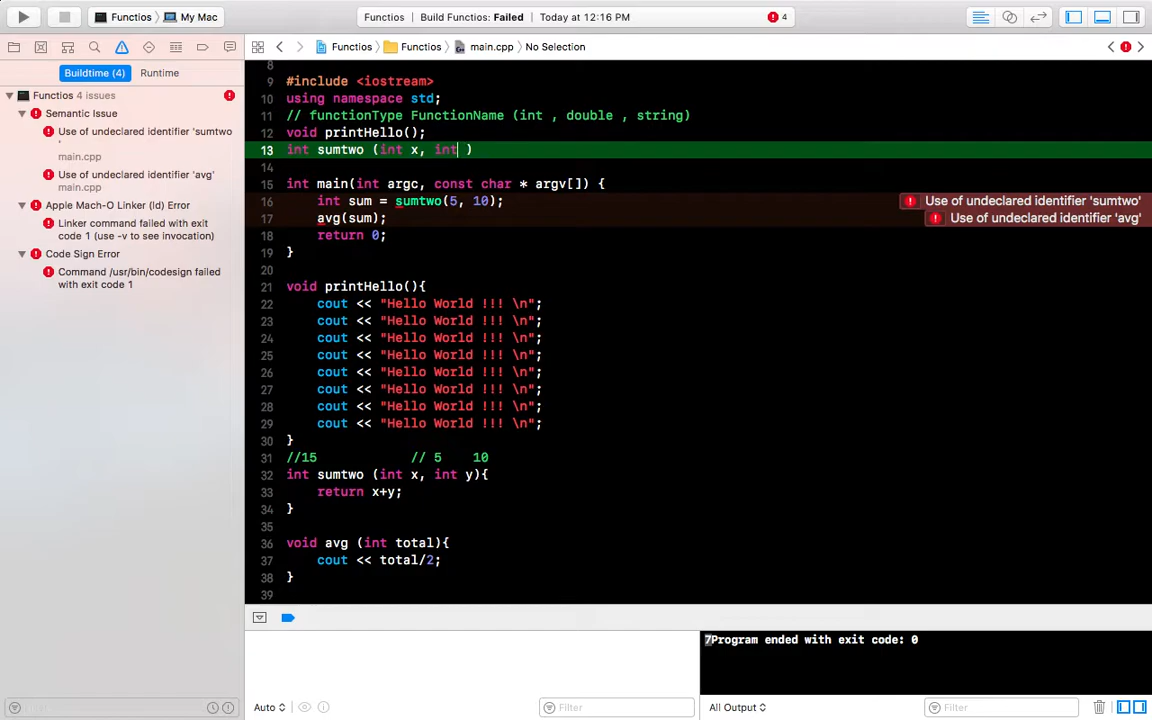 Functios My Mac Functios Build Functios: Failed Today at 12:16 PM 4
Functios Functios main.cpp No Selection
Buildtime (4) Runtime
Functios 4 issues
Semantic Issue
Use of undeclared identifier 'sumtwo
'
main.cpp
Use of undeclared identifier 'avg'
main.cpp
Apple Mach-O Linker (ld) Error
Linker command failed with exit
code 1 (use -v to see invocation)
Code Sign Error
Command /usr/bin/codesign failed
with exit code 1
8
9 #include <iostream>
10 using namespace std;
11 // functionType FunctionName (int , double , string)
12 void printHello();
13 int sumtwo (int x, int )
14
15 int main(int argc, const char * argv[]) {
16 int sum = sumtwo(5, 10); Use of undeclared identifier 'sumtwo'
17 avg(sum); Use of undeclared identifier 'avg'
18 return 0;
19 }
20
21 void printHello(){
22 cout << "Hello World !!! \n";
23 cout << "Hello World !!! \n";
24 cout << "Hello World !!! \n";
25 cout << "Hello World !!! \n";
26 cout << "Hello World !!! \n";
27 cout << "Hello World !!! \n";
28 cout << "Hello World !!! \n";
29 cout << "Hello World !!! \n";
30 }
31 //15 // 5 10
32 int sumtwo (int x, int y){
33 return x+y;
34 }
35
36 void avg (int total){
37 cout << total/2;
38 }
39
7Program ended with exit code: 0
Filter Auto Filter All Output Filter